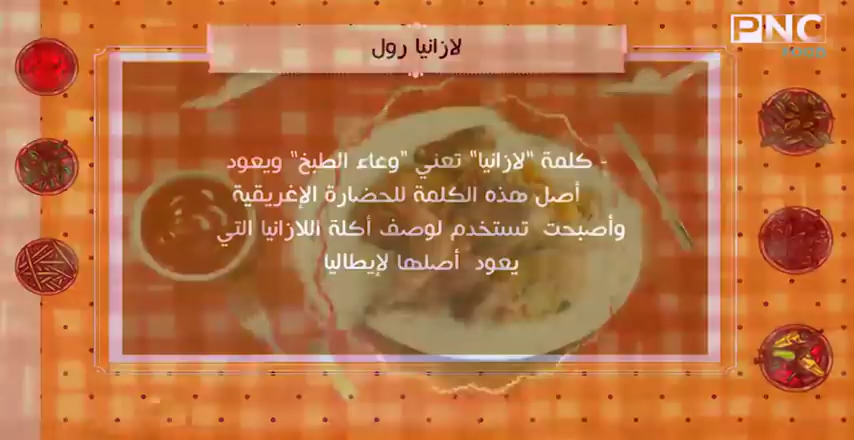 PNC
FOOD
لازانيا رول
- كلمة "لازانيا" تعني "وعاء الطبخ" ويعود
أصل هذه الكلمة للحضارة الإغريقية
وأصبحت تستخدم لوصف أكلة اللازانيا التي
يعود أصلها لإيطاليا